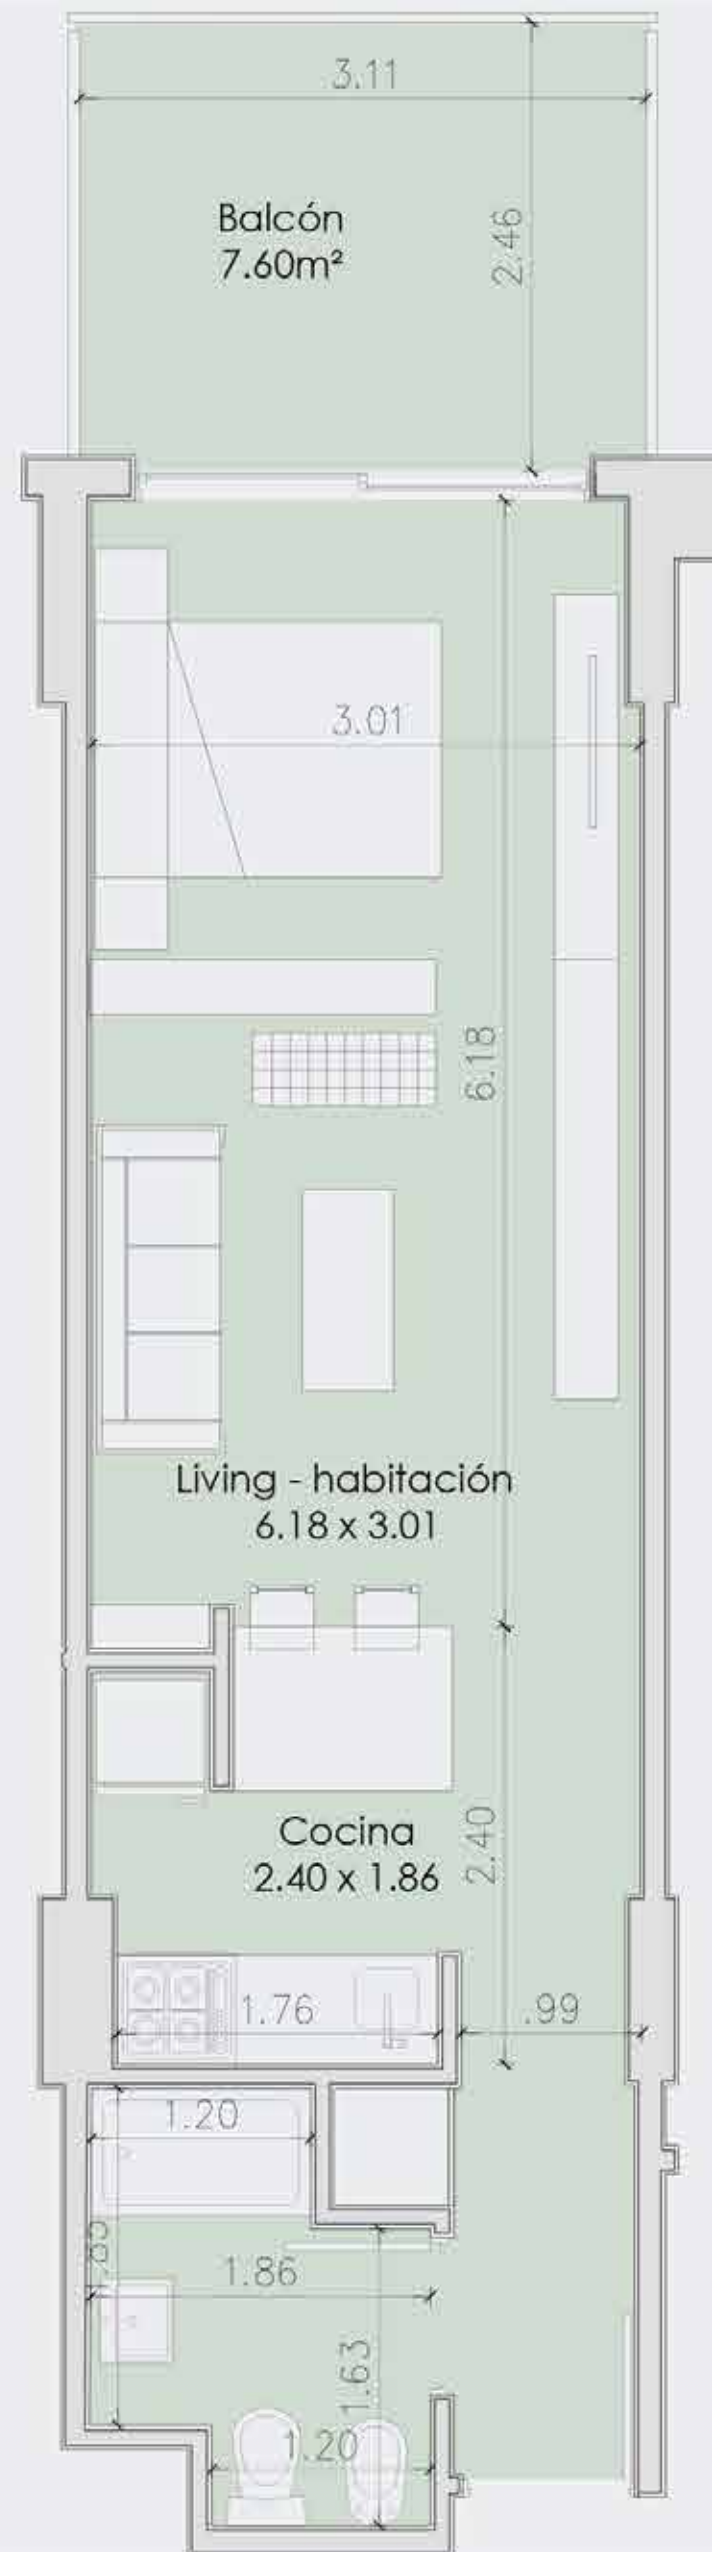 3.11
Balcón
7.60m²
2.46
3.01
6.18
Living - habitación
6.18 x 3.01
Cocina
2.40 x 1.86
2.40
1.76
.99
1.20
1.86
1.63
1.20